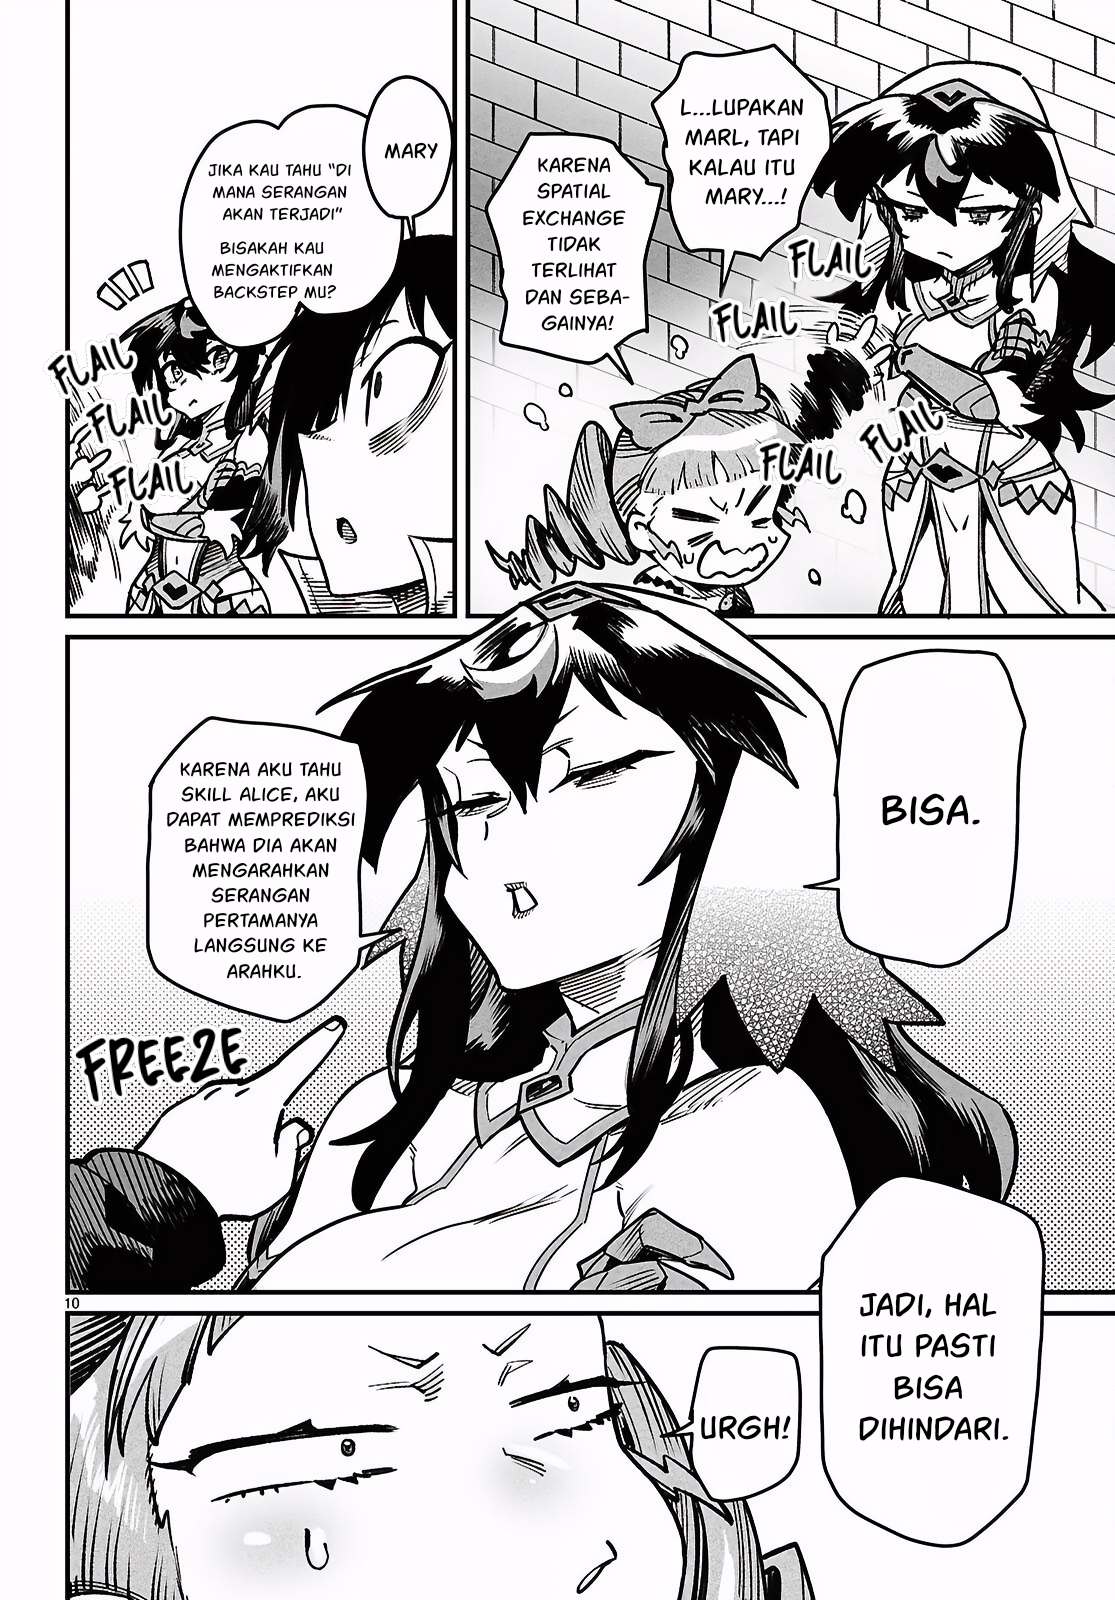 L...LUPAKAN
MARL, TAPI
KALAU ITU
MARY...!
KARENA
SPATIAL
EXCHANGE
TIDAK
TERLIHAT
DAN SEBA-
GAINYA!
FLAIL
FLAIL
FLAIL
FLAIL
MARY
JIKA KAU TAHU "DI
MANA SERANGAN
AKAN TERJADI"
BISAKAH KAU
MENGAKTIFKAN
BACKSTEP MU?
FLAIL
-FLAIL
-FLAIL
BISA.
KARENA AKU TAHU
SKILL ALICE, AKU
DAPAT MEMPREDIKSI
BAHWA DIA AKAN
MENGARAHKAN
SERANGAN
PERTAMANYA
LANGSUNG KE
ARAHKU.
FREEZE
JADI, HAL
ITU PASTI
BISA
DIHINDARI.
10
URGH!